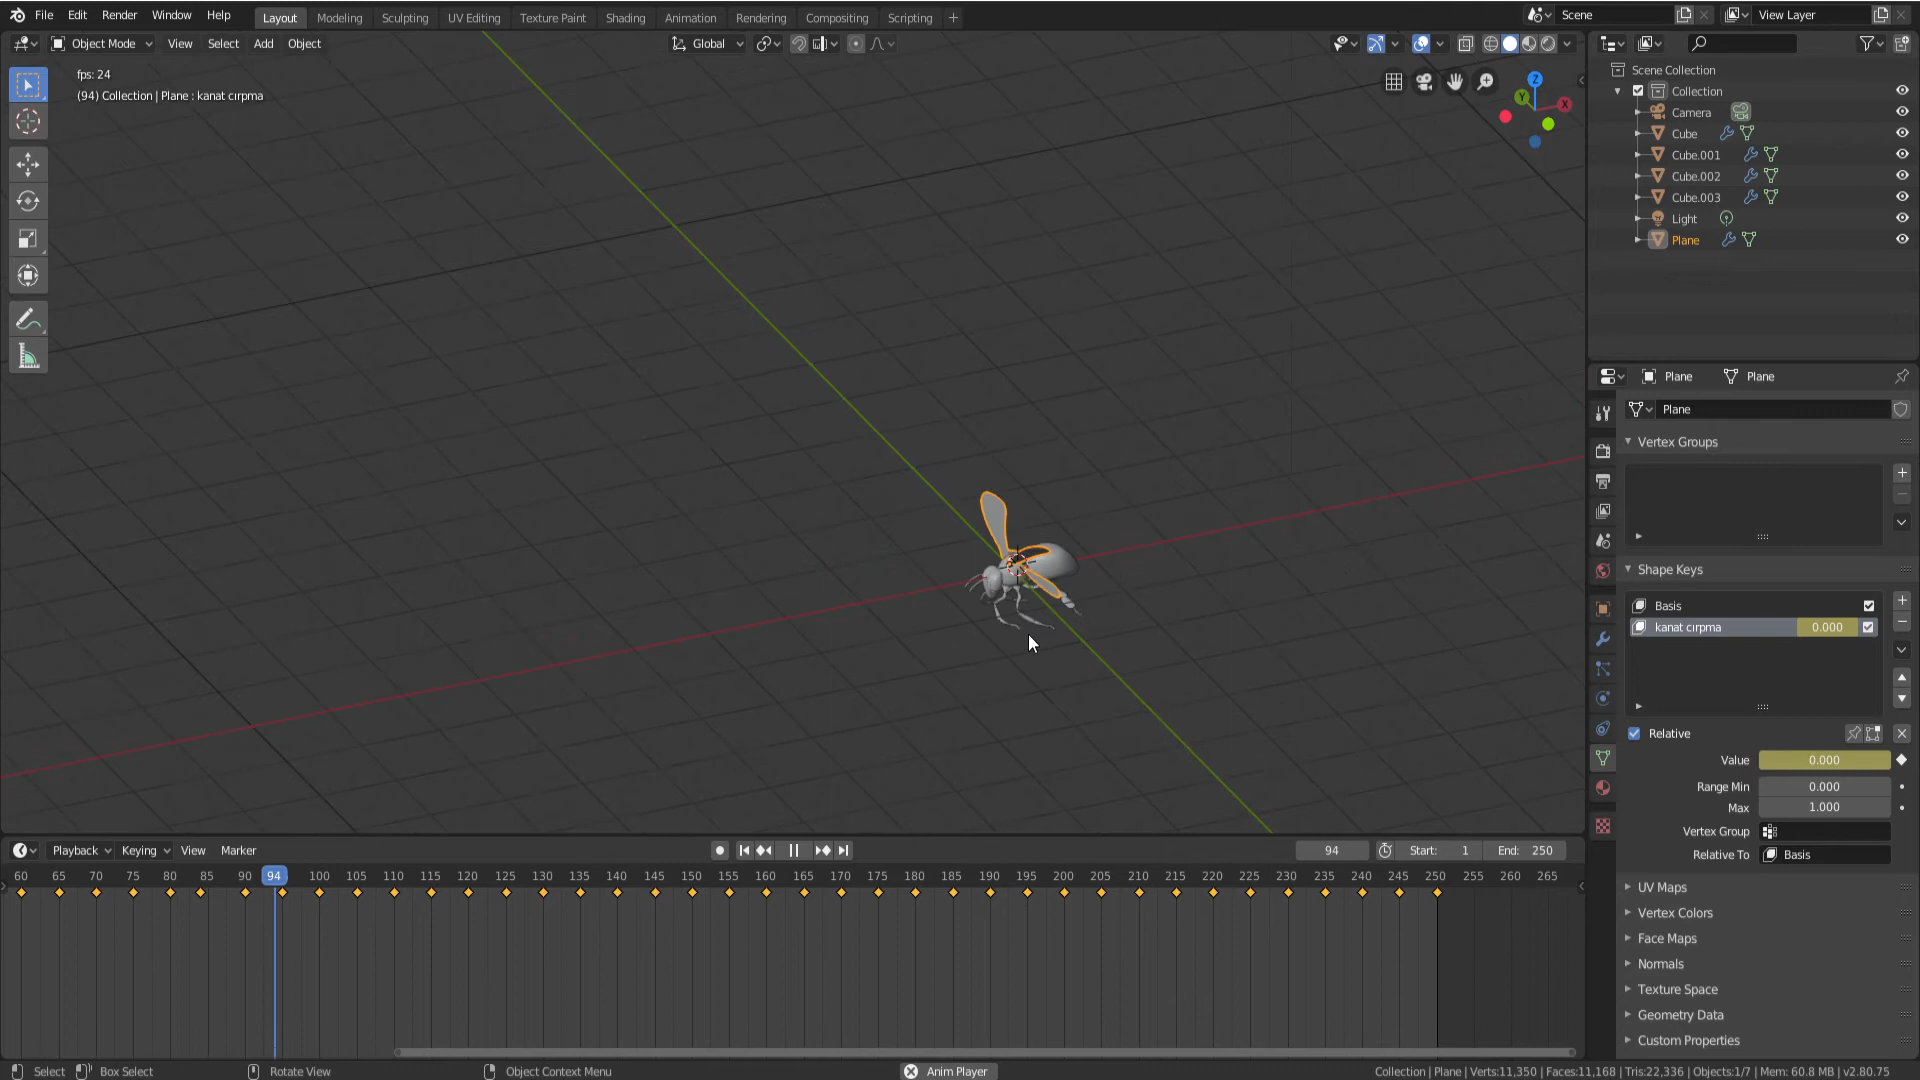 File Edit Render Window Help Layout Modeling Sculpting UV Editing Texture Paint Shading Animation Rendering Compositing Scripting + Scene View Layer
Object Mode View Select Add Object Global
fps: 24
(94) Collection | Plane : kanat cırpma
Z
Y
X
Scene Collection
Collection
Camera
Cube
Cube.001
Cube.002
Cube.003
Light
Plane
Plane Plane
Plane
Vertex Groups
Shape Keys
Basis
kanat cırpma 0.000
Relative
Value 0.000
Range Min 0.000
Max 1.000
Vertex Group
Relative To Basis
UV Maps
Vertex Colors
Face Maps
Normals
Texture Space
Geometry Data
Custom Properties
Playback Keying View Marker 94 Start: 1 End: 250
60 65 70 75 80 85 90 94 100 105 110 115 120 125 130 135 140 145 150 155 160 165 170 175 180 185 190 195 200 205 210 215 220 225 230 235 240 245 250 255 260 265
Select Box Select Rotate View Object Context Menu Anim Player Collection | Plane | Verts:11,350 | Faces:11,168 | Tris:22,336 | Objects:1/7 | Mem: 60.8 MB | v2.80.75